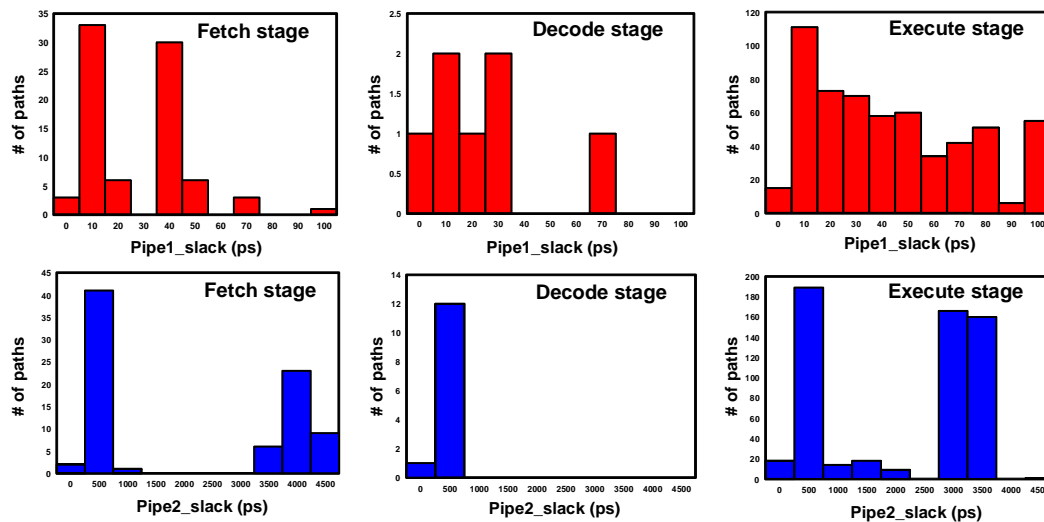 Fetch stage
# of paths
35
30
25
20
15
10
5
0
0 10 20 30 40 50 60 70 80 90 100
Pipe1_slack (ps)
Decode stage
# of paths
2.5
2
1.5
1
0.5
0
0 10 20 30 40 50 60 70 80 90 100
Pipe1_slack (ps)
Execute stage
# of paths
120
100
80
60
40
20
0
0 10 20 30 40 50 60 70 80 90 100
Pipe1_slack (ps)
Fetch stage
# of paths
45
40
35
30
25
20
15
10
5
0
0 500 1000 1500 2000 2500 3000 3500 4000 4500
Pipe2_slack (ps)
Decode stage
# of paths
14
12
10
8
6
4
2
0
0 500 1000 1500 2000 2500 3000 3500 4000 4500
Pipe2_slack (ps)
Execute stage
# of paths
200
180
160
140
120
100
80
60
40
20
0
0 500 1000 1500 2000 2500 3000 3500 4000 450
Pipe2_slack (ps)